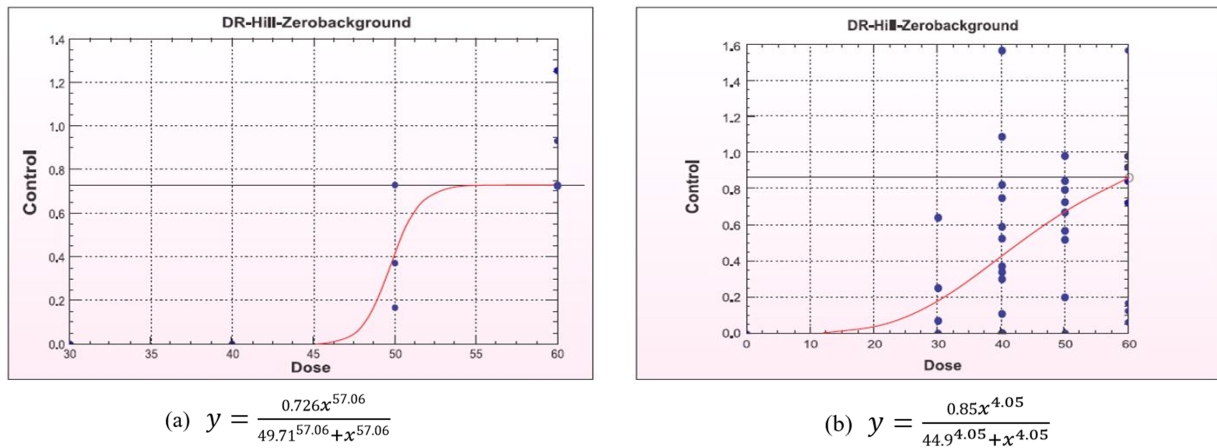 DR-Hill-Zerobackground
1.4
1.2
1.0
0.8
0.6
0.4
0.2
0.0
Control
30 35 40 45 50 55 60
Dose
(a) y = 0.726x^57.06 / 49.71^57.06+x^57.06
DR-Hill-Zerobackground
1.6
1.4
1.2
1.0
0.8
0.6
0.4
0.2
0.0
Control
0 10 20 30 40 50 60
Dose
(b) y = 0.85x^4.05 / 44.9^4.05+x^4.05